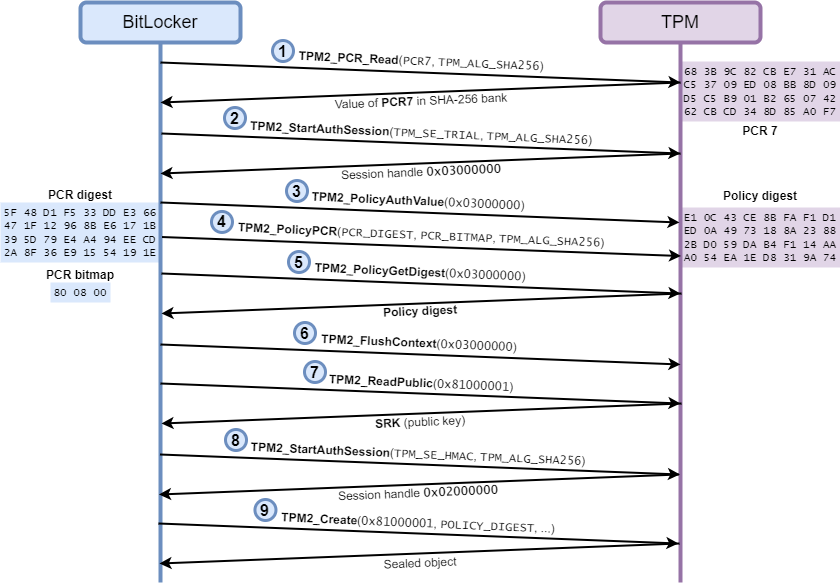 BitLocker
TPM
1
TPM2_PCR_Read(PCR7, TPM_ALG_SHA256)
68 3B 9C 82 CB E7 31 AC
C5 37 09 ED 08 BB 8D 09
D5 C5 B9 01 B2 65 07 42
62 CB CD 34 8D 85 A0 F7
PCR 7
Value of PCR7 in SHA-256 bank
2
TPM2_StartAuthSession(TPM_SE_TRIAL, TPM_ALG_SHA256)
Session handle 0x03000000
3
TPM2_PolicyAuthValue(0x03000000)
PCR digest
5F 48 D1 F5 33 DD E3 66
47 1F 12 96 8B E6 17 1B
39 5D 79 E4 A4 94 EE CD
2A 8F 36 E9 15 54 19 1E
PCR bitmap
80 08 00
Policy digest
E1 0C 43 CE 8B FA F1 D1
ED 0A 49 73 18 8A 23 88
2B D0 59 DA B4 F1 14 AA
A0 54 EA 1E D8 31 9A 74
4
TPM2_PolicyPCR(PCR_DIGEST, PCR_BITMAP, TPM_ALG_SHA256)
5
TPM2_PolicyGetDigest(0x03000000)
Policy digest
6
TPM2_FlushContext(0x03000000)
7
TPM2_ReadPublic(0x81000001)
SRK (public key)
8
TPM2_StartAuthSession(TPM_SE_HMAC, TPM_ALG_SHA256)
Session handle 0x02000000
9
TPM2_Create(0x81000001, POLICY_DIGEST, ...)
Sealed object